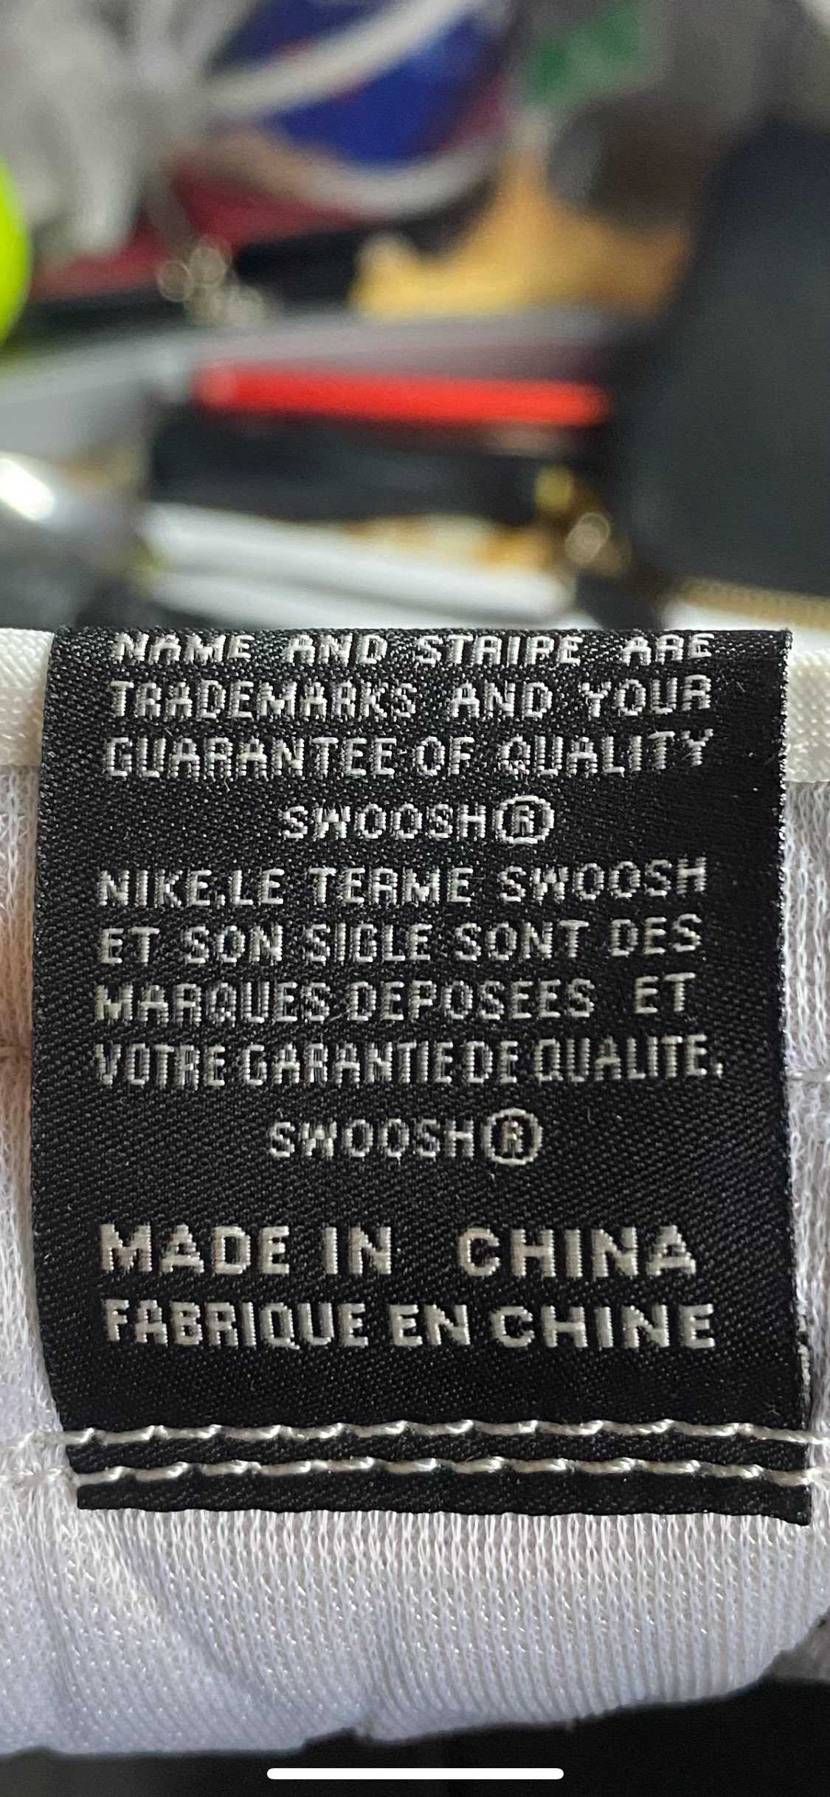 NAME AND STRIPE ARE
TRADEMARKS AND YOUR
GUARANTEE OF QUALITY
SWOOSH®
NIKE,LE TERME SWOOSH
ET SON SIGLE SONT DES
MARQUES DEPOSEES ET
VOTRE GARANTIE DE QUALITE.
SWOOSH®
MADE IN CHINA
FABRIQUE EN CHINE